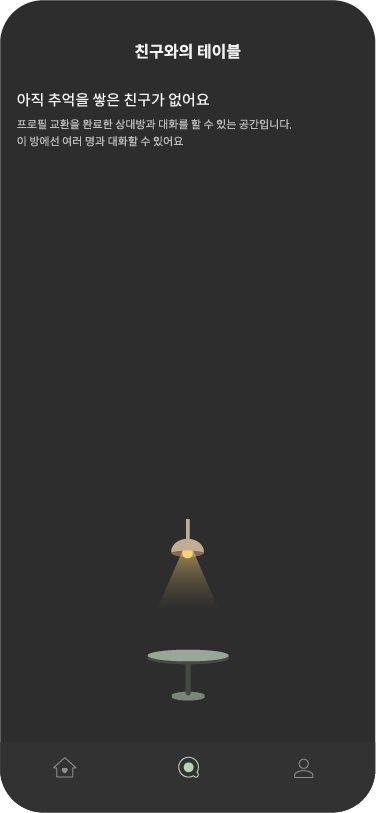 친구와의 테이블
아직 추억을 쌓은 친구가 없어요
프로필 교환을 완료한 상대방과 대화를 할 수 있는 공간입니다.
이 방에선 여러 명과 대화할 수 있어요